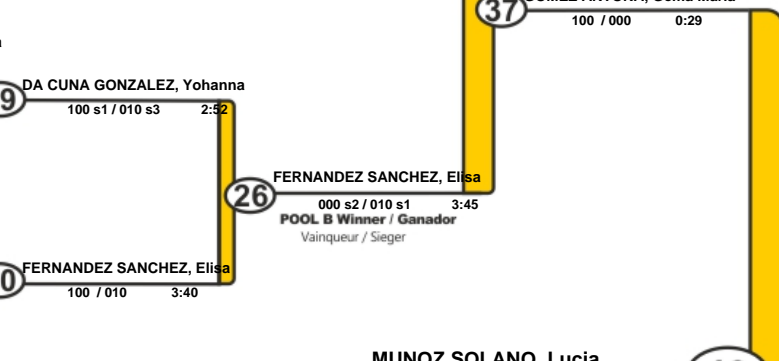 37
100 / 000 0:29
9
DA CUNA GONZALEZ, Yohanna
100 s1 / 010 s3 2:52
26
FERNANDEZ SANCHEZ, Elisa
000 s2 / 010 s1 3:45
POOL B Winner / Ganador
Vainqueur / Sieger
0
FERNANDEZ SANCHEZ, Elisa
100 / 010 3:40
MUNOZ SOLANO, Lucia